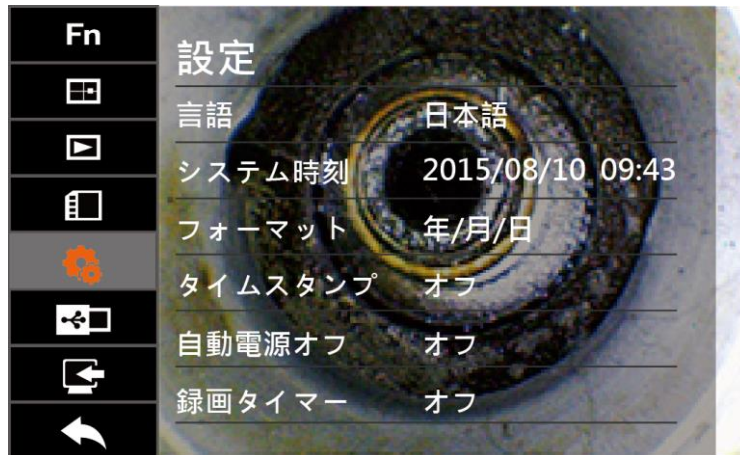 Fn
設定
言語 日本語
システム時刻 2015/08/10 09:43
フォーマット 年/月/日
タイムスタンプ オフ
自動電源オフ オフ
録画タイマー オフ